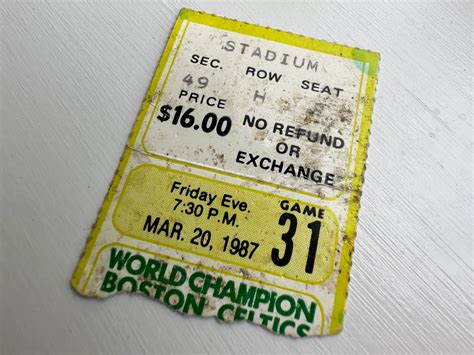 STADIUM
SEC. ROW SEAT
49 H
PRICE
$16.00
NO REFUND
OR
EXCHANGE
Friday Eve.
7:30 P.M.
MAR. 20, 1987
GAME
31
WORLD CHAMPION
BOSTON CELTICS